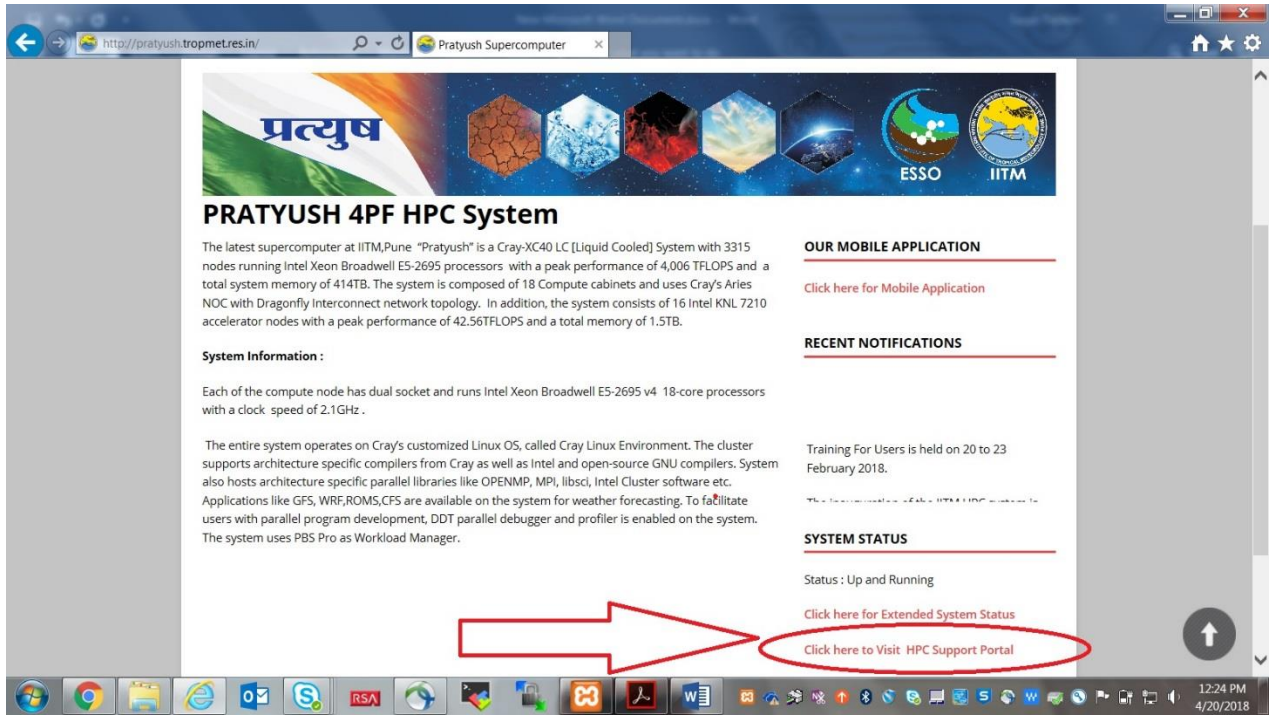 http://pratyush.tropmet.res.in/
Pratyush Supercomputer
प्रत्युष
ESSO
IITM
PRATYUSH 4PF HPC System
The latest supercomputer at IITM,Pune "Pratyush" is a Cray-XC40 LC [Liquid Cooled] System with 3315
nodes running Intel Xeon Broadwell E5-2695 processors with a peak performance of 4,006 TFLOPS and a
total system memory of 414TB. The system is composed of 18 Compute cabinets and uses Cray's Aries
NOC with Dragonfly Interconnect network topology. In addition, the system consists of 16 Intel KNL 7210
accelerator nodes with a peak performance of 42.56TFLOPS and a total memory of 1.5TB.
System Information :
Each of the compute node has dual socket and runs Intel Xeon Broadwell E5-2695 v4 18-core processors
with a clock speed of 2.1GHz .
The entire system operates on Cray's customized Linux OS, called Cray Linux Environment. The cluster
supports architecture specific compilers from Cray as well as Intel and open-source GNU compilers. System
also hosts architecture specific parallel libraries like OPENMP, MPI, libsci, Intel Cluster software etc.
Applications like GFS, WRF,ROMS,CFS are available on the system for weather forecasting. To facilitate
users with parallel program development, DDT parallel debugger and profiler is enabled on the system.
The system uses PBS Pro as Workload Manager.
OUR MOBILE APPLICATION
Click here for Mobile Application
RECENT NOTIFICATIONS
Training For Users is held on 20 to 23
February 2018.
The inauguration of the IITM HPC system is
SYSTEM STATUS
Status : Up and Running
Click here for Extended System Status
Click here to Visit HPC Support Portal
RSA
12:24 PM
4/20/2018